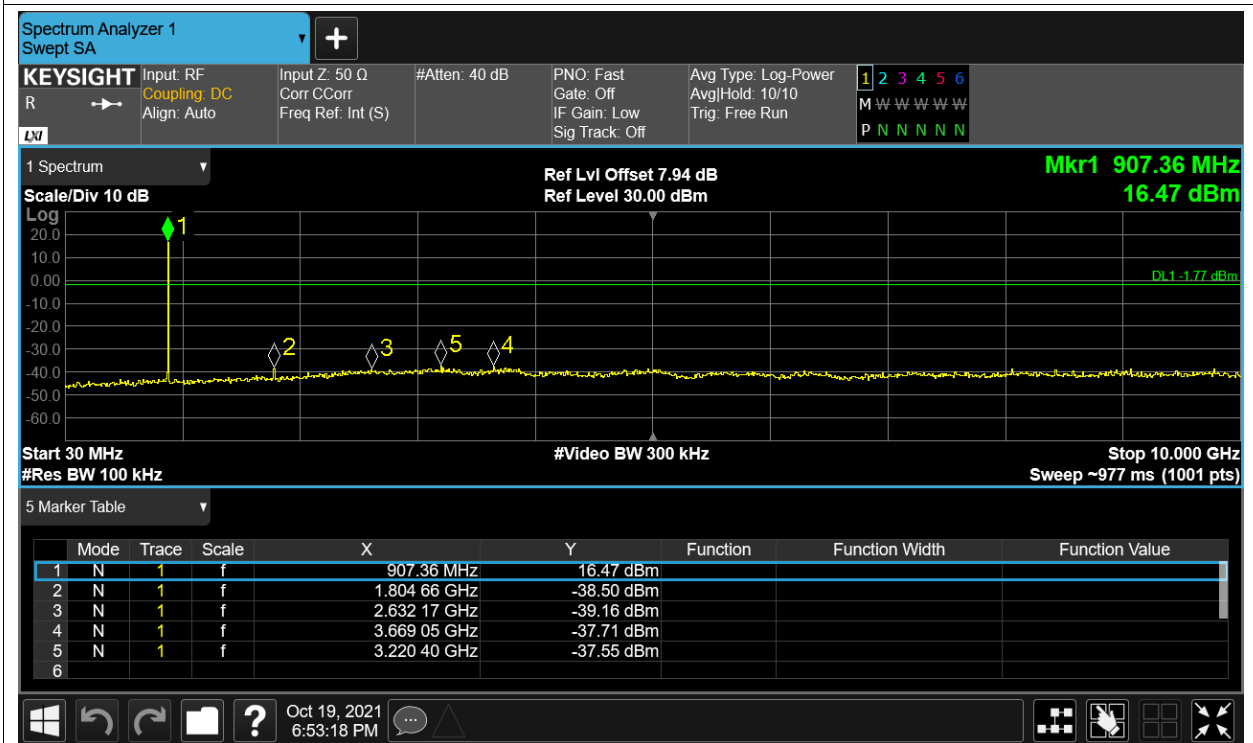 Spectrum Analyzer 1
Swept SA
+
KEYSIGHT Input: RF Input Z: 50 Ω #Atten: 40 dB PNO: Fast Avg Type: Log-Power 1 2 3 4 5 6
R Coupling: DC Corr CCorr Gate: Off Avg|Hold: 10/10 M W W W W W
Align: Auto Freq Ref: Int (S) IF Gain: Low Trig: Free Run
LXI Sig Track: Off P N N N N N
1 Spectrum Ref Lvl Offset 7.94 dB Mkr1 907.36 MHz
Scale/Div 10 dB Ref Level 30.00 dBm 16.47 dBm
Log
1
20.0
10.0
0.00 DL1 -1.77 dBm
-10.0
-20.0
-30.0 2 3 5 4
-40.0
-50.0
-60.0
Start 30 MHz #Video BW 300 kHz Stop 10.000 GHz
#Res BW 100 kHz Sweep ~977 ms (1001 pts)
5 Marker Table
Mode Trace Scale X Y Function Function Width Function Value
1 N 1 f 907.36 MHz 16.47 dBm
2 N 1 f 1.804 66 GHz -38.50 dBm
3 N 1 f 2.632 17 GHz -39.16 dBm
4 N 1 f 3.669 05 GHz -37.71 dBm
5 N 1 f 3.220 40 GHz -37.55 dBm
6
? Oct 19, 2021
6:53:18 PM